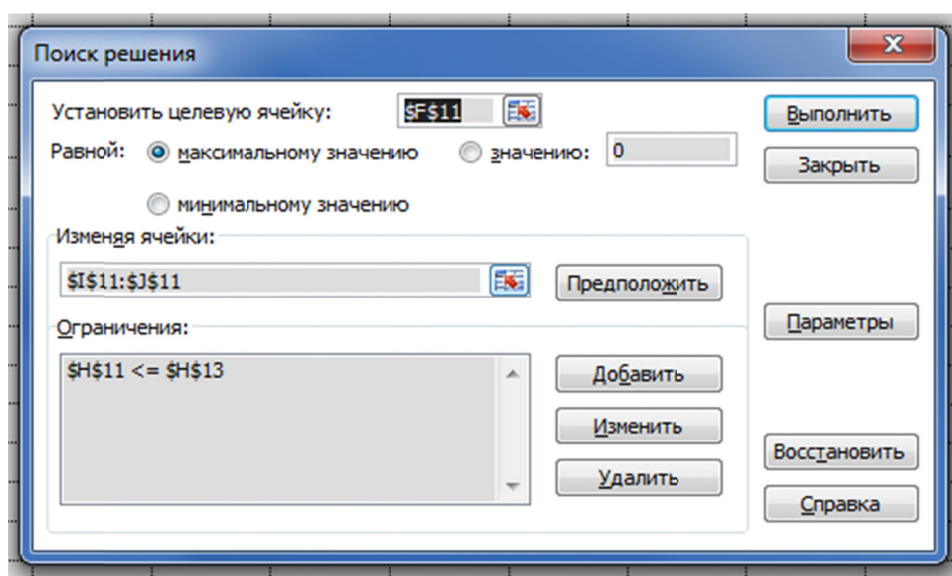 Поиск решения
Установить целевую ячейку: $F$11
Выполнить
Равной: максимальному значению значению: 0
Закрыть
минимальному значению
Изменяя ячейки:
$I$11:$J$11 Предположить
Ограничения:
Параметры
$H$11 <= $H$13
Добавить
Изменить
Восстановить
Удалить
Справка